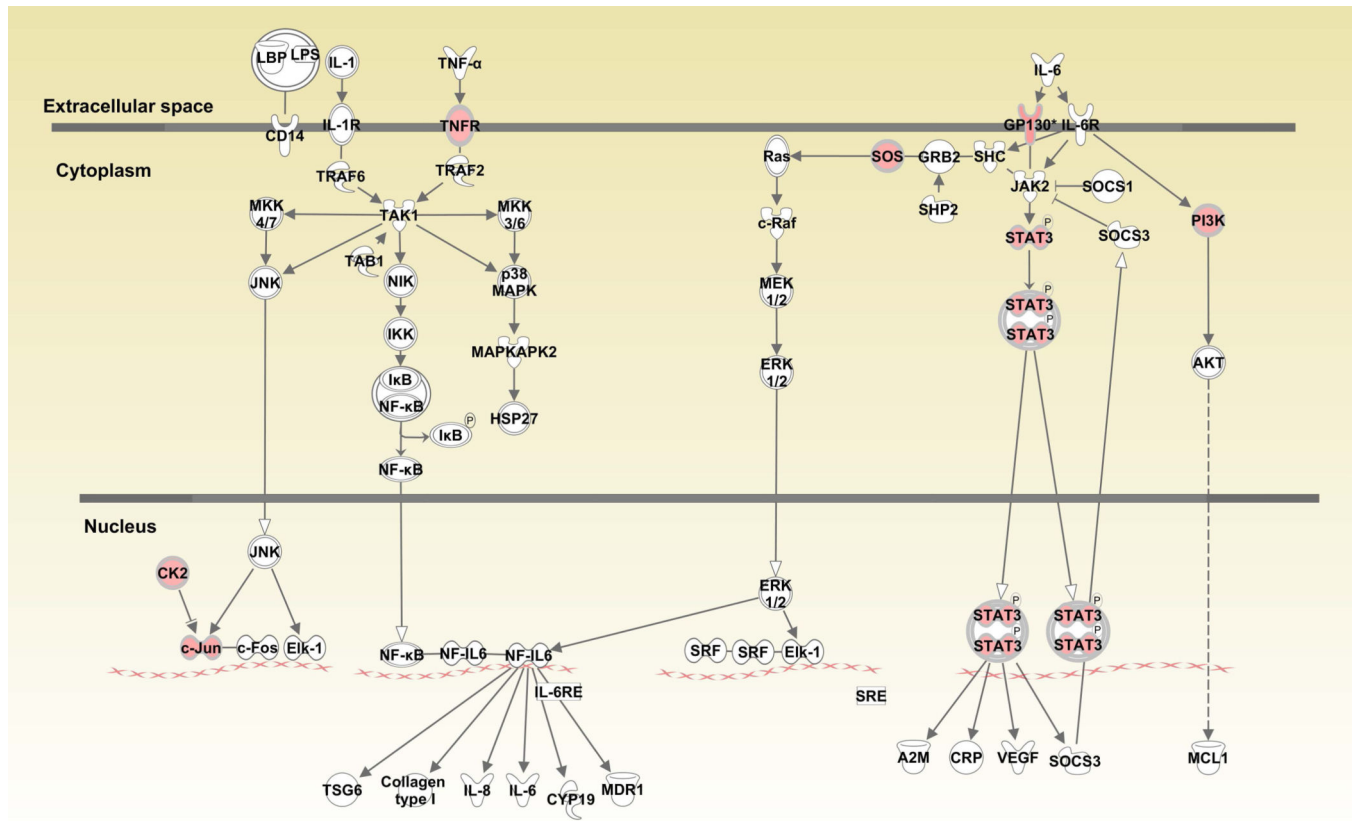 LBP LPS
IL-1
TNF-α
IL-6
Extracellular space
CD14
IL-1R
TNFR
GP130* IL-6R
Cytoplasm
TRAF6
TRAF2
Ras
SOS
GRB2
SHC
JAK2
SOCS1
MKK
4/7
TAK1
MKK
3/6
SHP2
c-Raf
P
STAT3
SOCS3
PI3K
TAB1
JNK
NIK
p38
MAPK
MEK
1/2
P
STAT3
P
STAT3
IKK
MAPKAPK2
ERK
1/2
AKT
IκB
NF-κB
HSP27
P
IκB
NF-κB
Nucleus
JNK
CK2
ERK
1/2
P
STAT3
P
STAT3
P
STAT3
P
STAT3
c-Jun
c-Fos
Elk-1
NF-κB
NF-IL6
NF-IL6
SRF
SRF
Elk-1
IL-6RE
SRE
A2M
CRP
VEGF
SOCS3
MCL1
TSG6
Collagen
type I
IL-8
IL-6
CYP19
MDR1